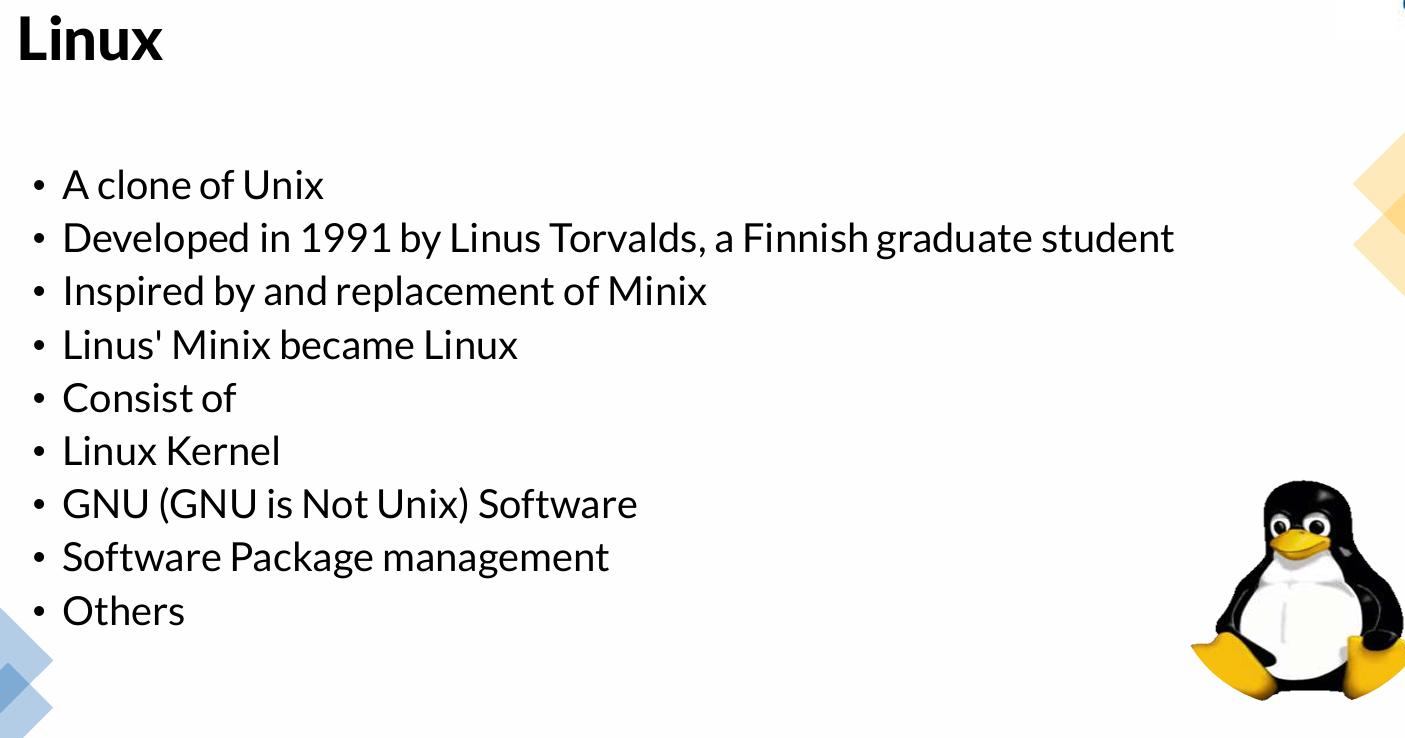 Linux
• A clone of Unix
• Developed in 1991 by Linus Torvalds, a Finnish graduate student
• Inspired by and replacement of Minix
• Linus' Minix became Linux
• Consist of
• Linux Kernel
• GNU (GNU is Not Unix) Software
• Software Package management
• Others